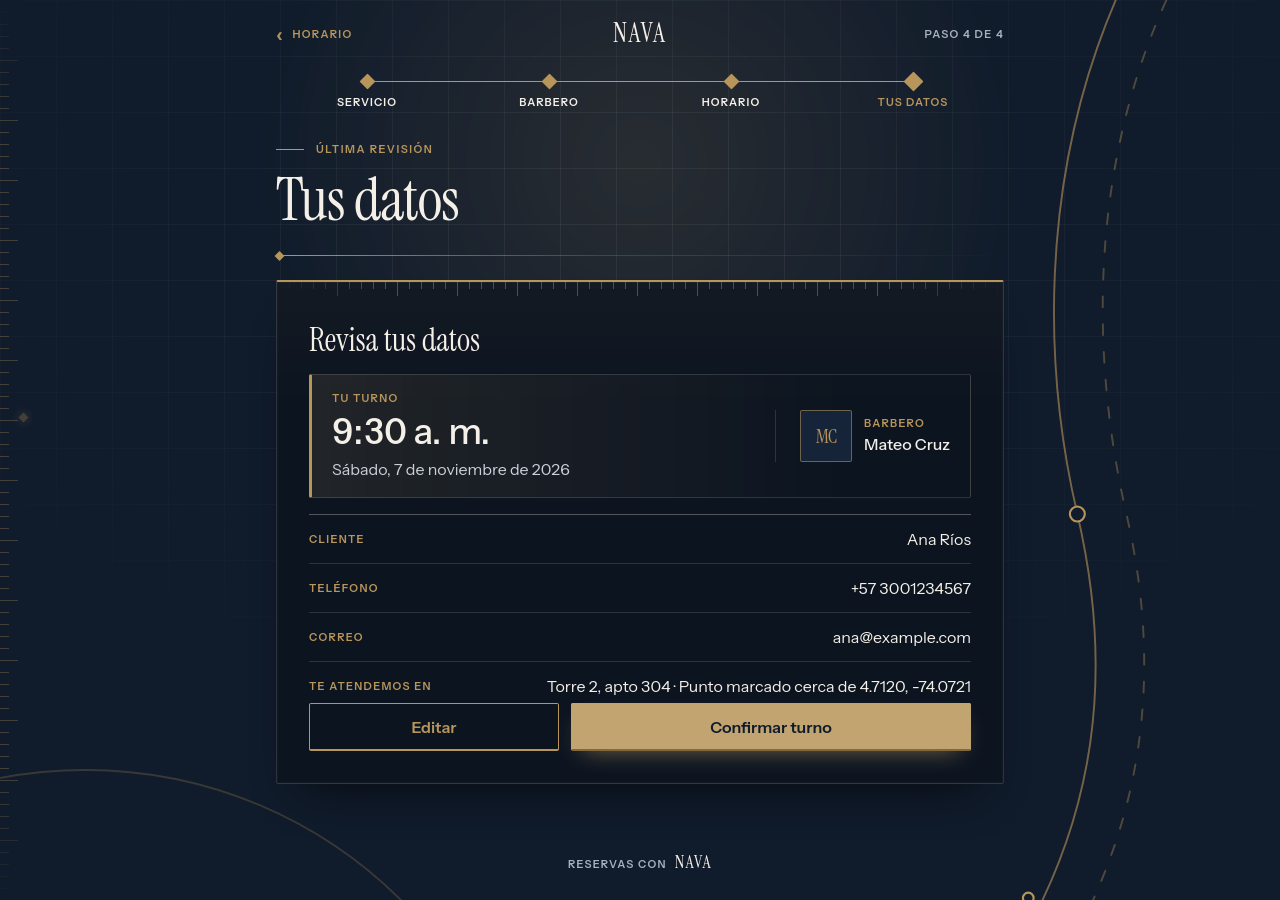 ‹ HORARIO
NAVA
PASO 4 DE 4
SERVICIO
BARBERO
HORARIO
TUS DATOS
ÚLTIMA REVISIÓN
Tus datos
Revisa tus datos
TU TURNO
9:30 a. m.
Sábado, 7 de noviembre de 2026
MC
BARBERO
Mateo Cruz
CLIENTE
Ana Ríos
TELÉFONO
+57 3001234567
CORREO
ana@example.com
TE ATENDEMOS EN
Torre 2, apto 304 · Punto marcado cerca de 4.7120, -74.0721
Editar
Confirmar turno
RESERVAS CON NAVA